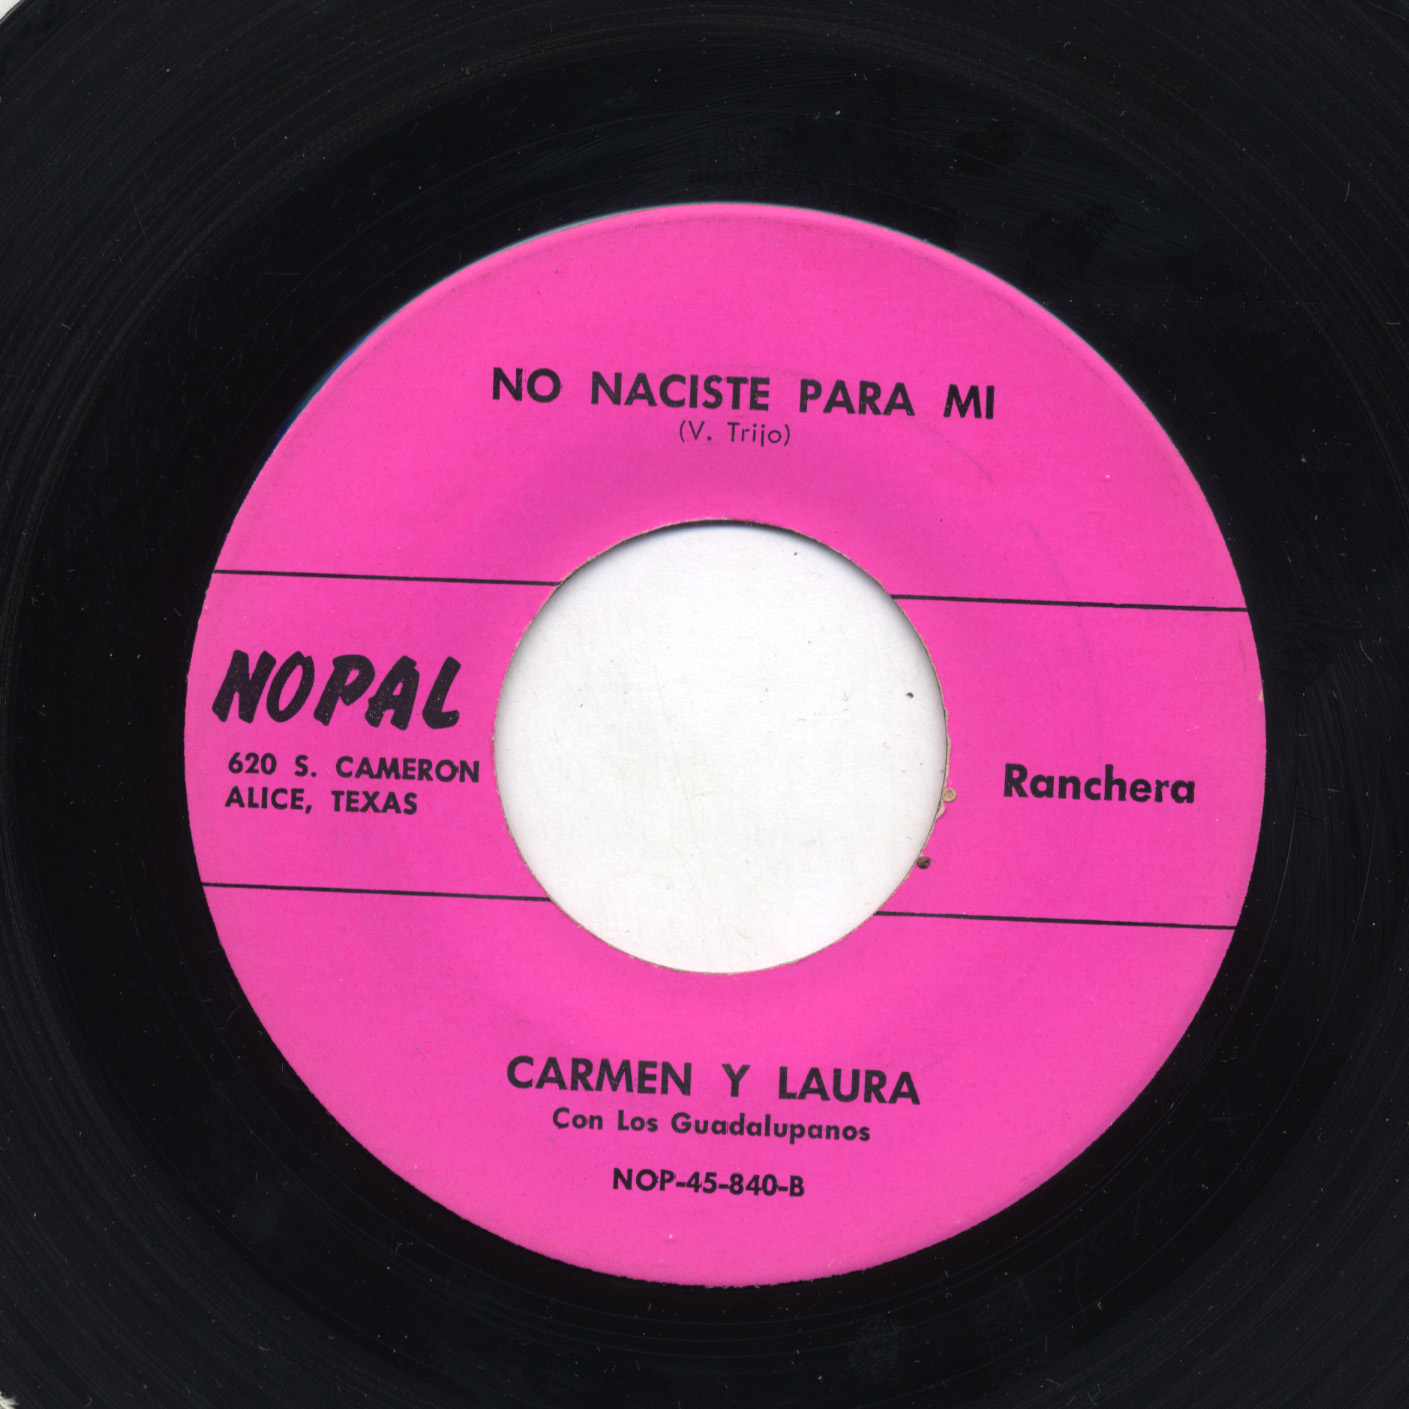 NO NACISTE PARA MI
(V. Trijo)
NOPAL
620 S. CAMERON
ALICE, TEXAS
Ranchera
CARMEN Y LAURA
Con Los Guadalupanos
NOP-45-840-B